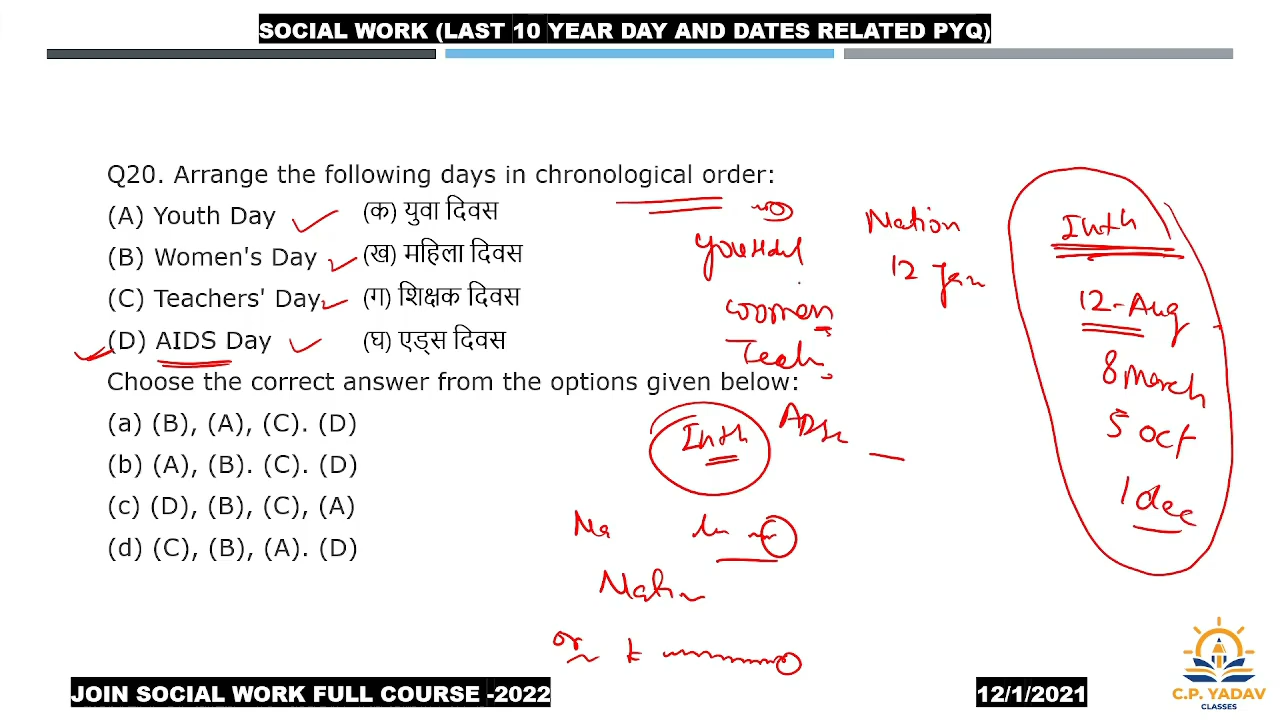 SOCIAL WORK (LAST 10 YEAR DAY AND DATES RELATED PYQ)
Q20. Arrange the following days in chronological order:
(A) Youth Day (क) युवा दिवस
(B) Women's Day (ख) महिला दिवस
(C) Teachers' Day (ग) शिक्षक दिवस
(D) AIDS Day (घ) एड्स दिवस
Choose the correct answer from the options given below:
(a) (B), (A), (C). (D)
(b) (A), (B). (C). (D)
(c) (D), (B), (C), (A)
(d) (C), (B), (A). (D)
Nation
12 Jan
women
Inth
12-Aug
8 March
5 Oct
1 dec
Inth
Na
or
JOIN SOCIAL WORK FULL COURSE -2022
12/1/2021
C.P. YADAV
CLASSES